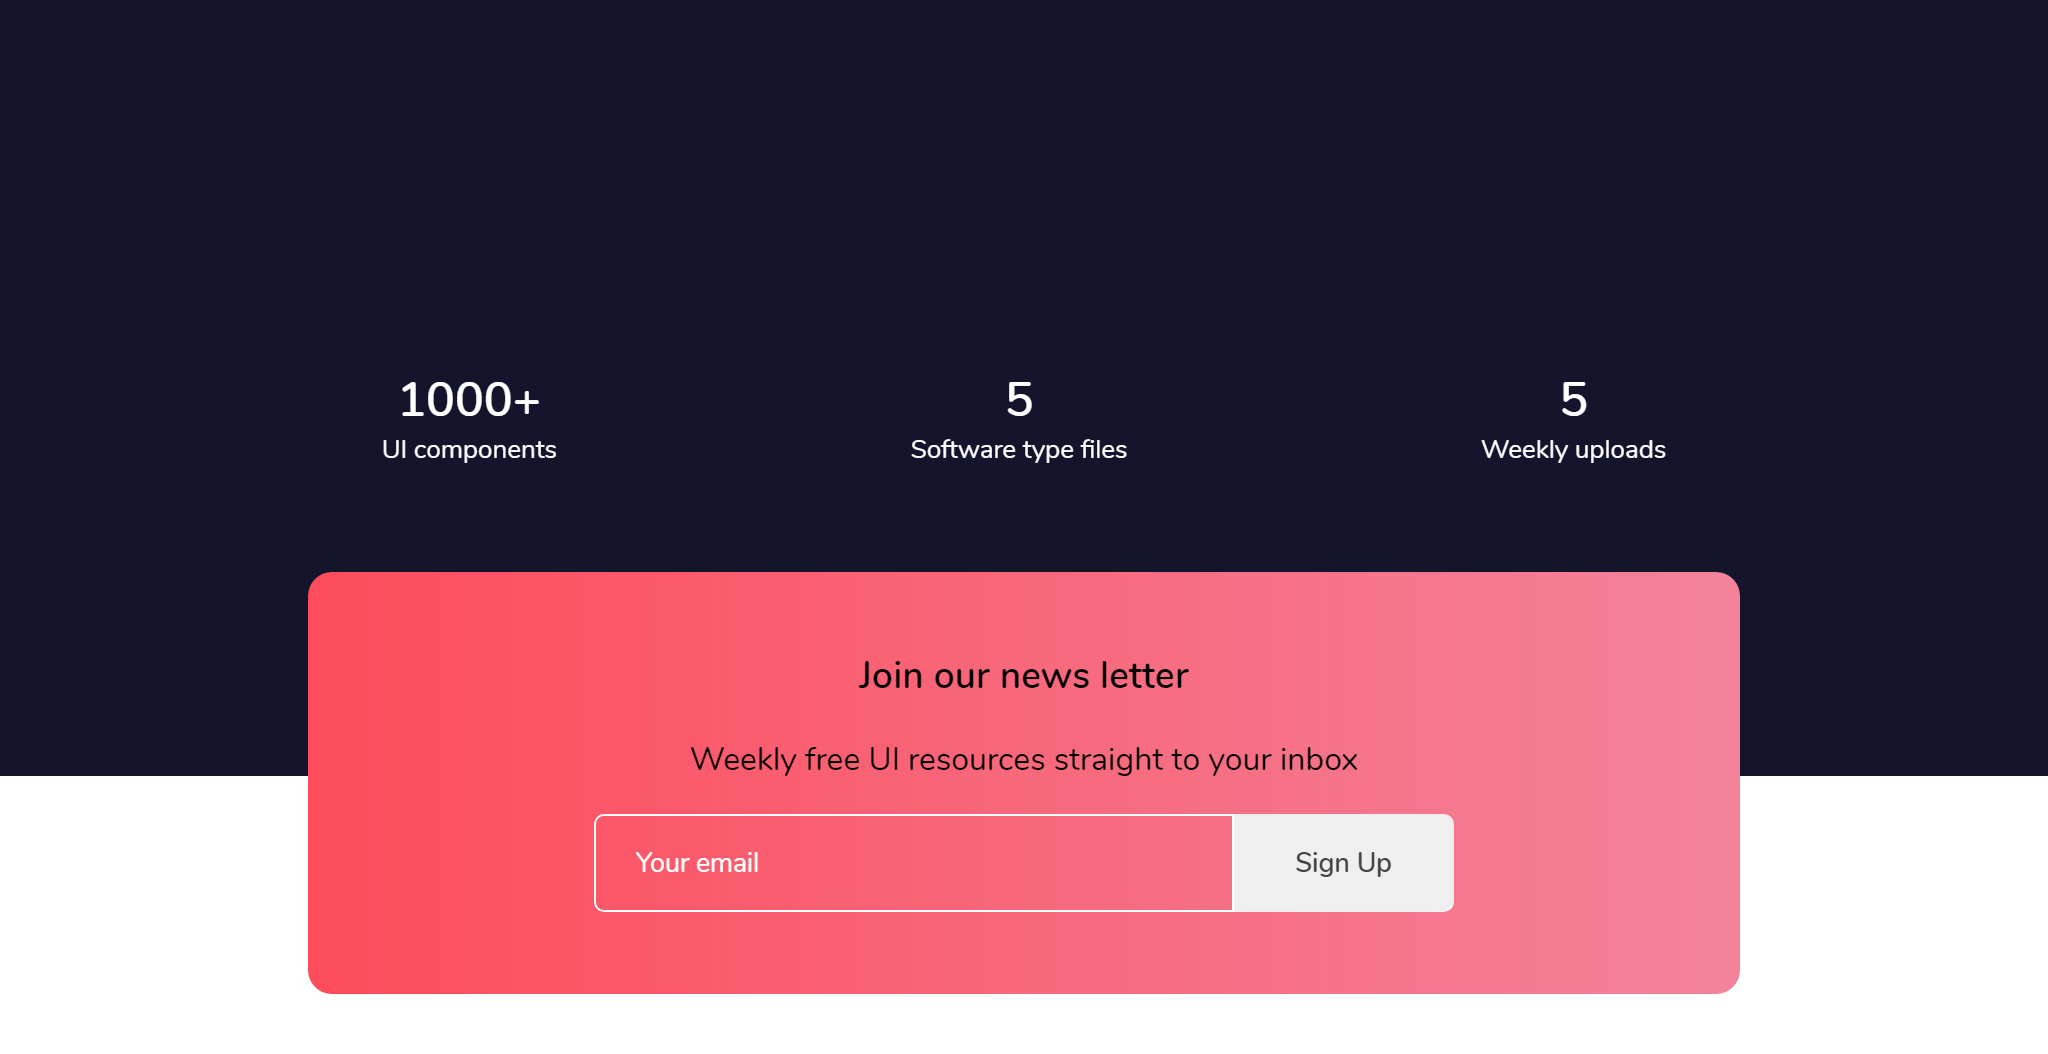 1000+
UI components
5
Software type files
5
Weekly uploads
Join our news letter
Weekly free UI resources straight to your inbox
Your email
Sign Up